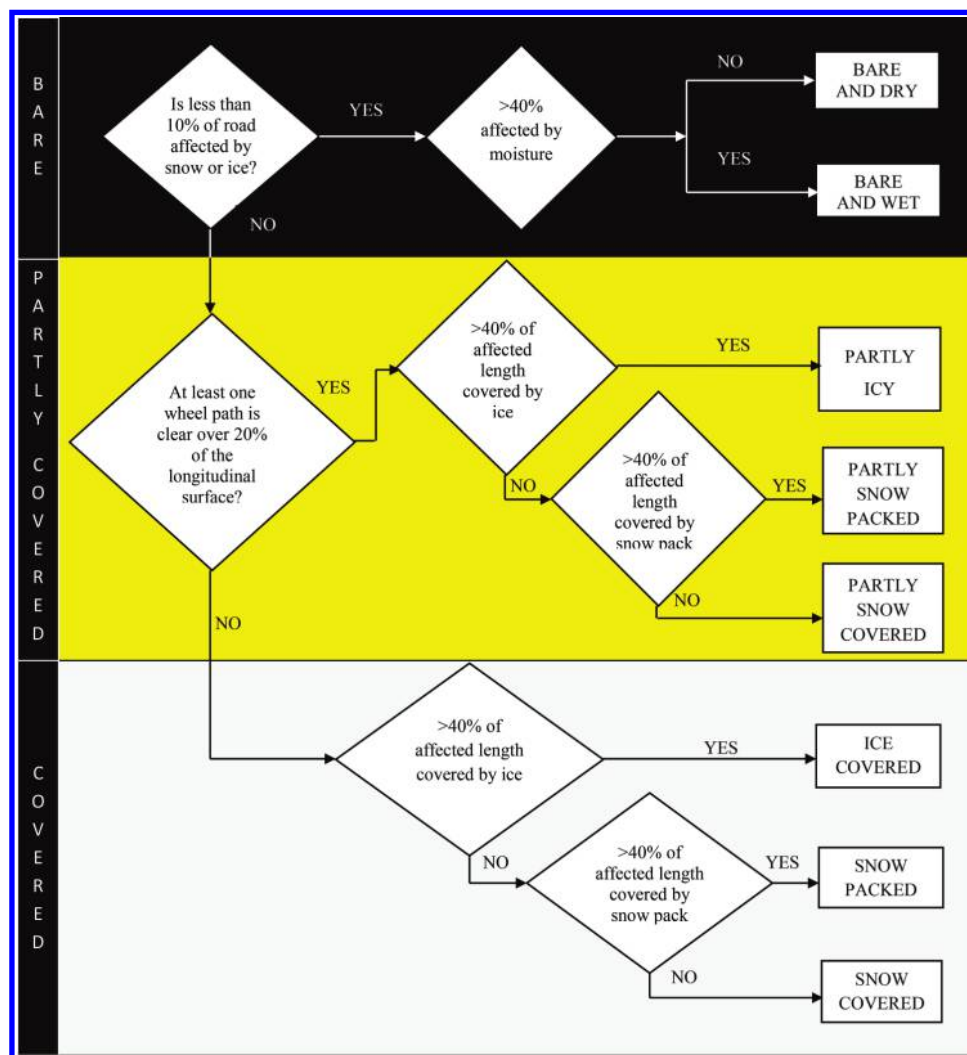 BARE
Is less than
10% of road
affected by
snow or ice?
YES
>40%
affected by
moisture
NO
BARE
AND DRY
YES
BARE
AND WET
NO
PARTLY COVERED
At least one
wheel path is
clear over 20%
of the
longitudinal
surface?
YES
>40% of
affected
length
covered by
ice
YES
PARTLY
ICY
NO
>40% of
affected
length
covered by
snow pack
YES
PARTLY
SNOW
PACKED
NO
PARTLY
SNOW
COVERED
NO
COVERED
>40% of
affected length
covered by ice
YES
ICE
COVERED
NO
>40% of
affected length
covered by
snow pack
YES
SNOW
PACKED
NO
SNOW
COVERED